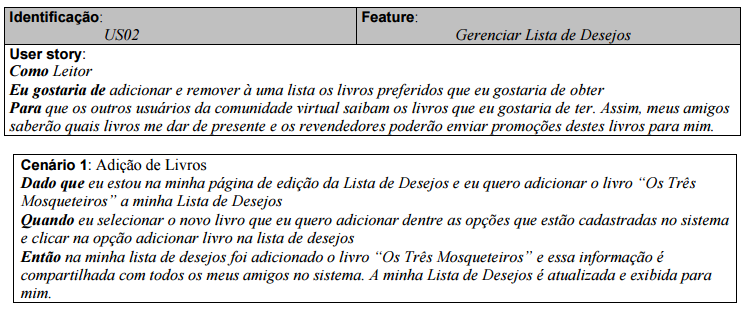 Identificação:
US02
Feature:
Gerenciar Lista de Desejos
User story:
Como Leitor
Eu gostaria de adicionar e remover à uma lista os livros preferidos que eu gostaria de obter
Para que os outros usuários da comunidade virtual saibam os livros que eu gostaria de ter. Assim, meus amigos
saberão quais livros me dar de presente e os revendedores poderão enviar promoções destes livros para mim.
Cenário 1: Adição de Livros
Dado que eu estou na minha página de edição da Lista de Desejos e eu quero adicionar o livro “Os Três
Mosqueteiros” a minha Lista de Desejos
Quando eu selecionar o novo livro que eu quero adicionar dentre as opções que estão cadastradas no sistema
e clicar na opção adicionar livro na lista de desejos
Então na minha lista de desejos foi adicionado o livro “Os Três Mosqueteiros” e essa informação é
compartilhada com todos os meus amigos no sistema. A minha Lista de Desejos é atualizada e exibida para
mim.